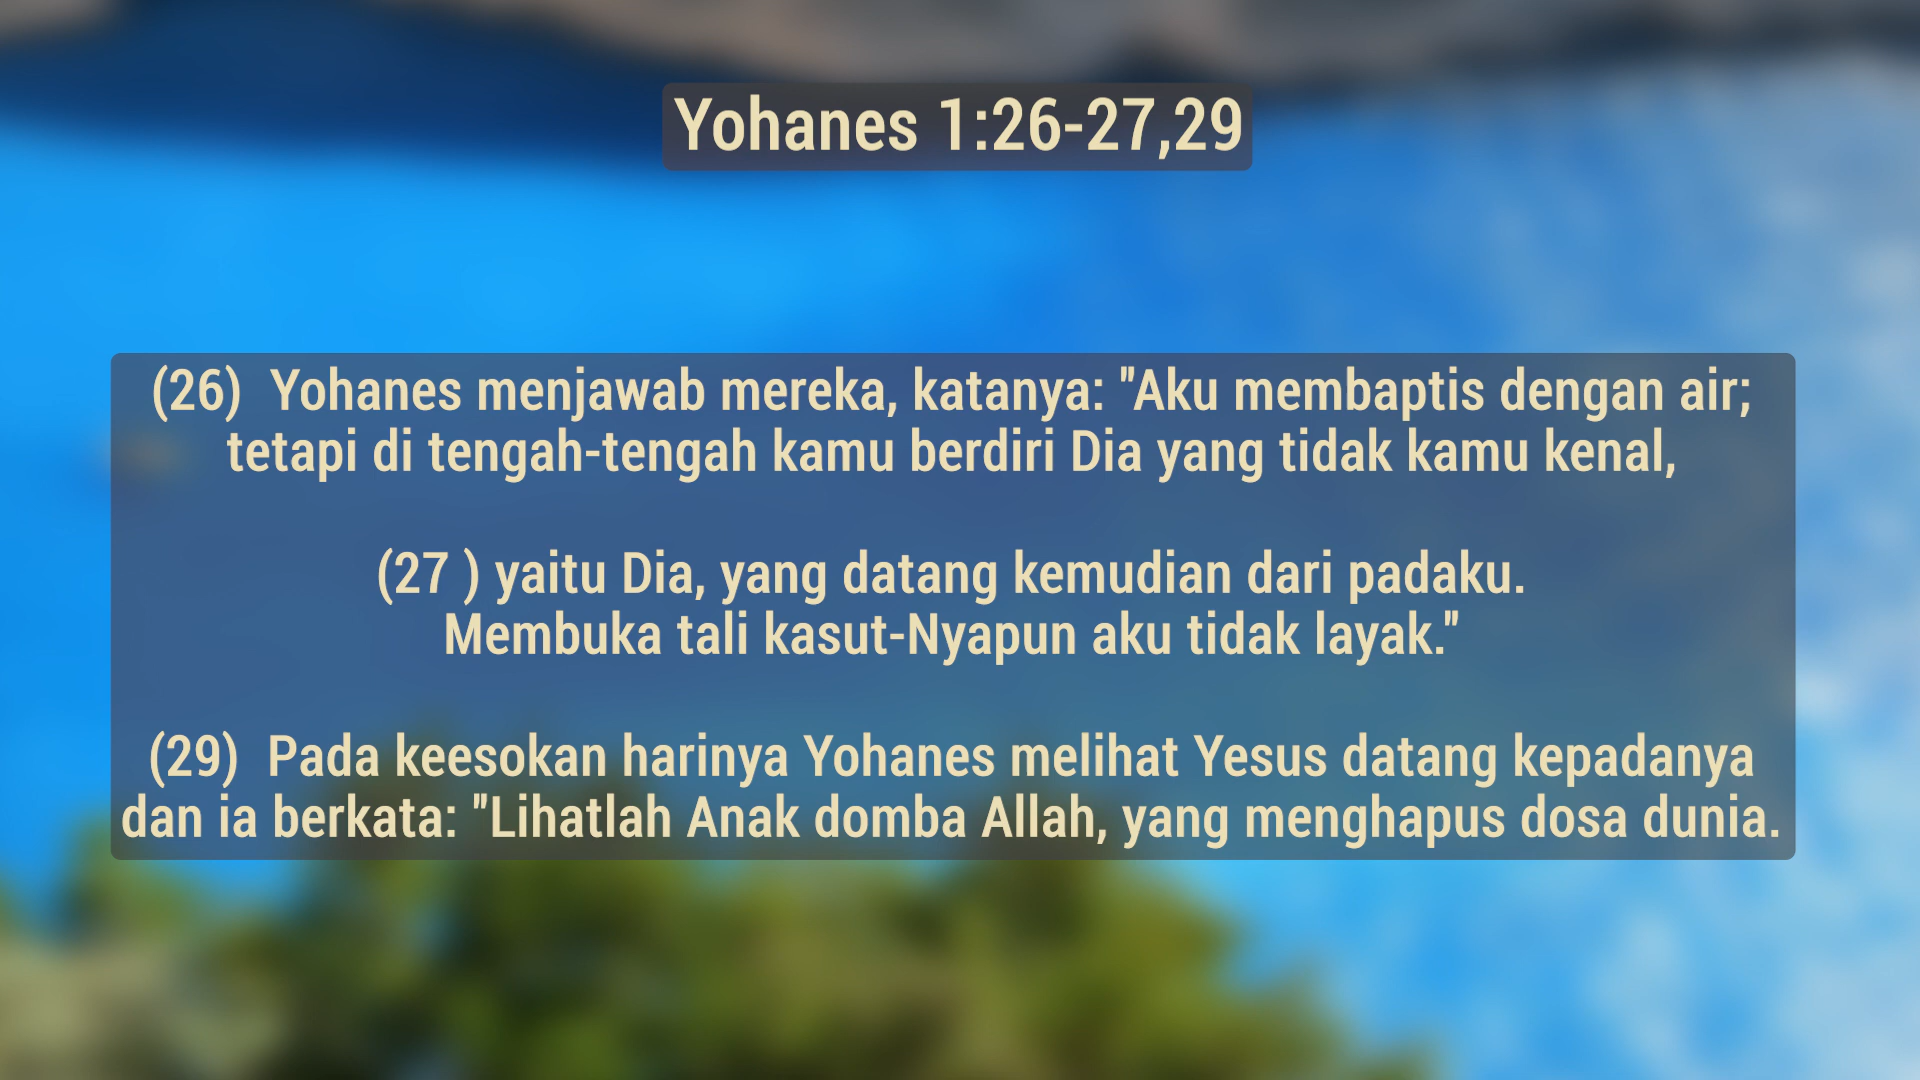 Yohanes 1:26-27,29
(26)  Yohanes menjawab mereka, katanya: "Aku membaptis dengan air;
tetapi di tengah-tengah kamu berdiri Dia yang tidak kamu kenal,
(27 ) yaitu Dia, yang datang kemudian dari padaku.
Membuka tali kasut-Nyapun aku tidak layak."
(29)  Pada keesokan harinya Yohanes melihat Yesus datang kepadanya
dan ia berkata: "Lihatlah Anak domba Allah, yang menghapus dosa dunia.